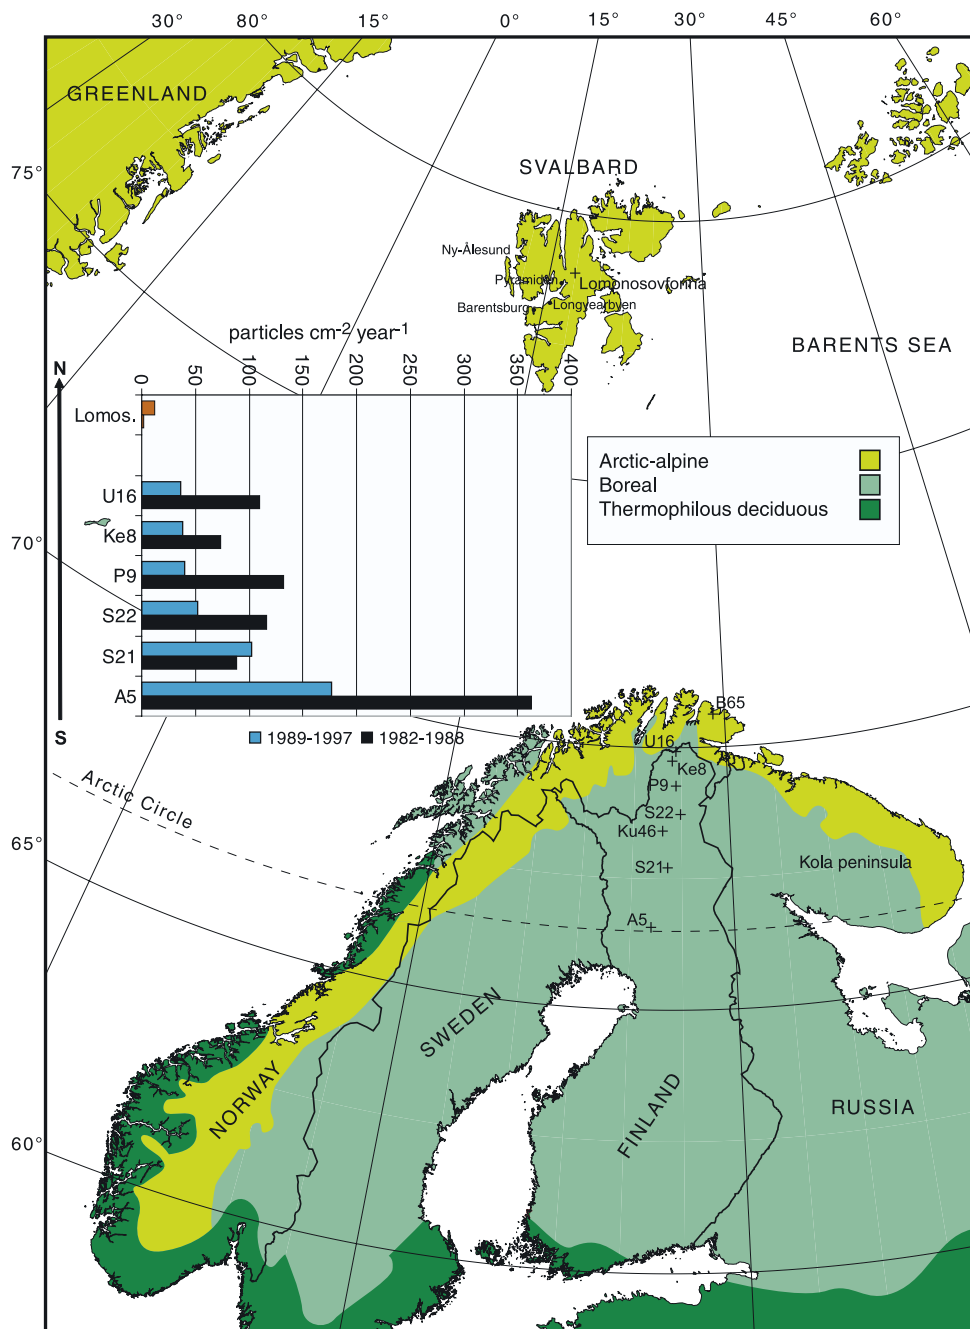 30° 80° 15° 0° 15° 30° 45° 60°
GREENLAND
75°
SVALBARD
Ny-Ålesund
Pyramiden
Lomonosovfonna
Barentsburg
Longyearbyen
particles cm-2 year-1
BARENTS SEA
N
0 50 100 150 200 250 300 350 400
Lomos.
Arctic-alpine
Boreal
Thermophilous deciduous
U16
Ke8
70°
P9
S22
S21
A5
S
1989-1997 1982-1988
B65
U16
Ke8
Arctic Circle
P9
S22
Ku46
65°
S21
Kola peninsula
A5
SWEDEN
NORWAY
FINLAND
RUSSIA
60°